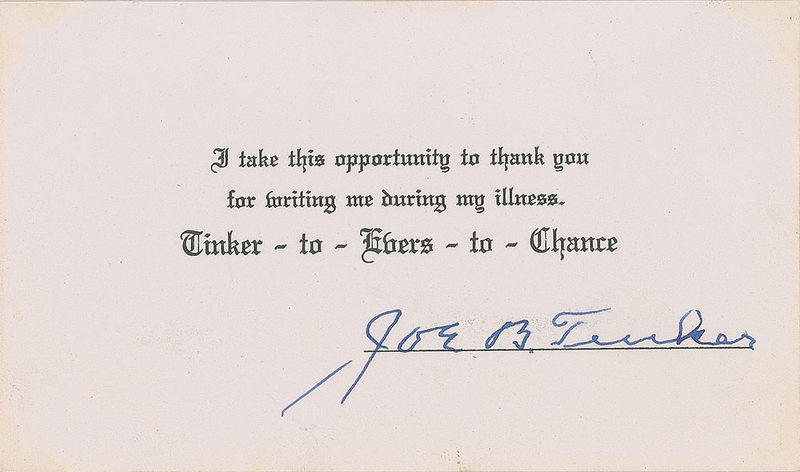 I take this opportunity to thank you
for writing me during my illness.
Tinker - to - Evers - to - Chance
Joe B. Tinker